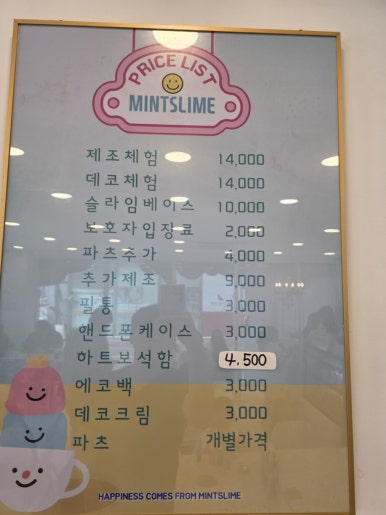 PRICE LIST
MINTSLIME
제조체험 14,000
데코체험 14,000
슬라임베이스 10,000
보호자입장료 2,000
파츠추가 4,000
추가제조 9,000
필통 3,000
핸드폰케이스 3,000
하트보석함 4,500
에코백 3,000
데코크림 3,000
파츠 개별가격
HAPPINESS COMES FROM MINTSLIME